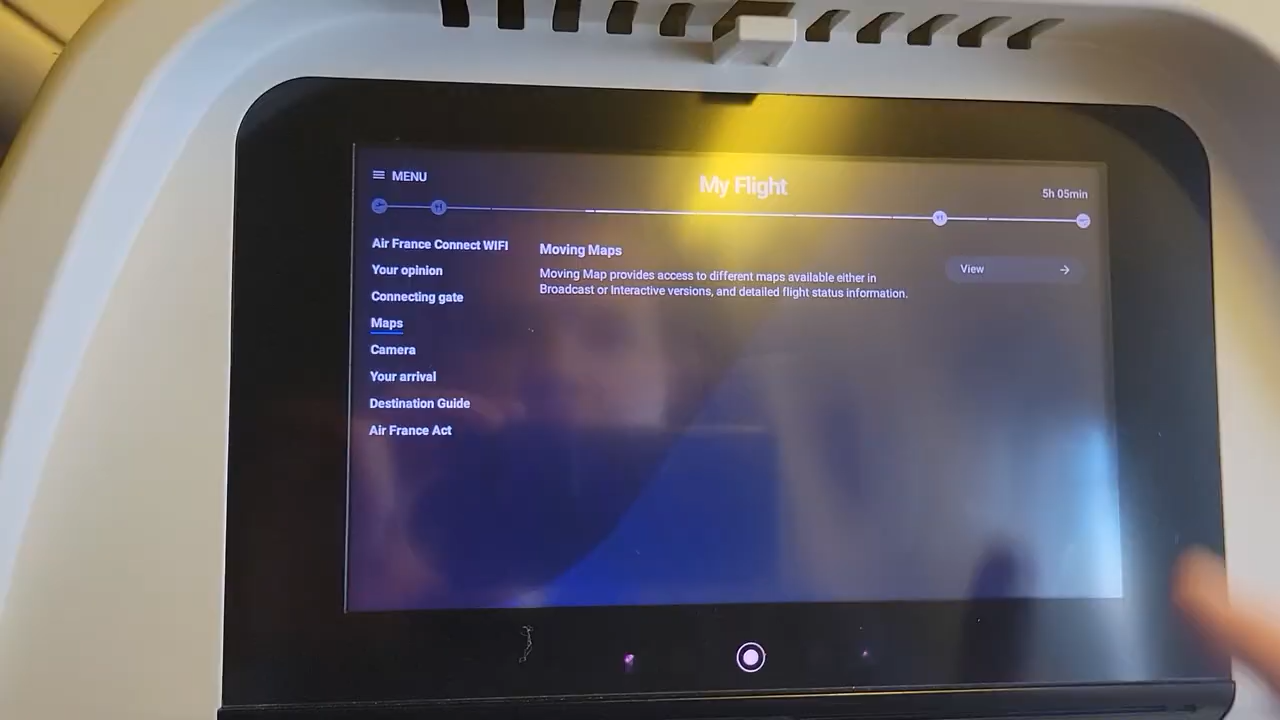 MENU
My Flight
5h 05min
Air France Connect WIFI
Your opinion
Connecting gate
Maps
Camera
Your arrival
Destination Guide
Air France Act
Moving Maps
Moving Map provides access to different maps available either in
Broadcast or Interactive versions, and detailed flight status information.
View